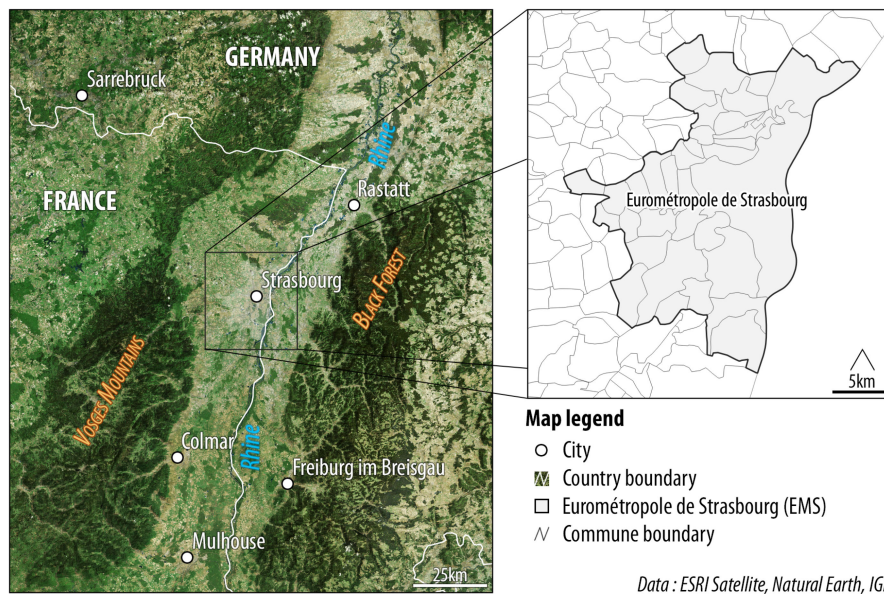 GERMANY
Sarrebruck
Rhine
FRANCE
Rastatt
Strasbourg
BLACK FOREST
VOSGES MOUNTAINS
Colmar
Rhine
Freiburg im Breisgau
Mulhouse
25km
Eurométropole de Strasbourg
5km
Map legend
City
Country boundary
Eurométropole de Strasbourg (EMS)
Commune boundary
Data : ESRI Satellite, Natural Earth, IG